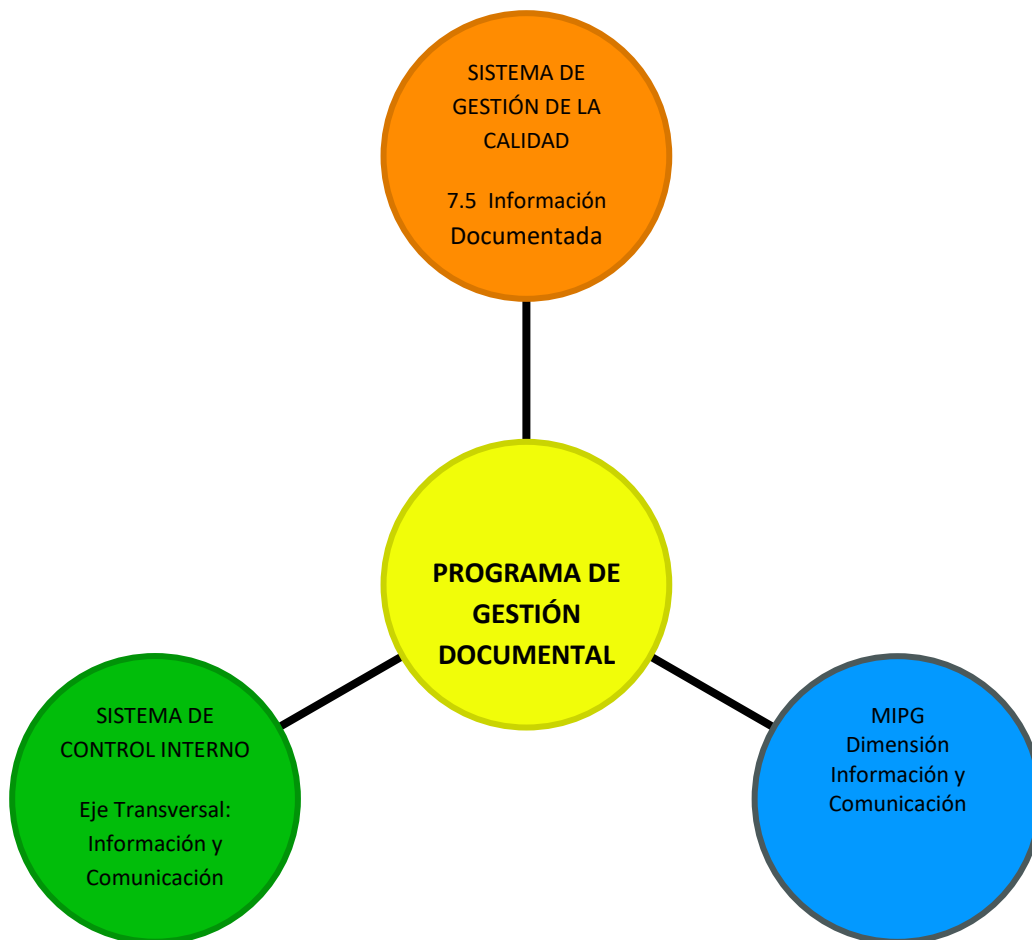 SISTEMA DE
GESTIÓN DE LA
CALIDAD
7.5 Información
Documentada
PROGRAMA DE
GESTIÓN
DOCUMENTAL
SISTEMA DE
CONTROL INTERNO
Eje Transversal:
Información y
Comunicación
MIPG
Dimensión
Información y
Comunicación